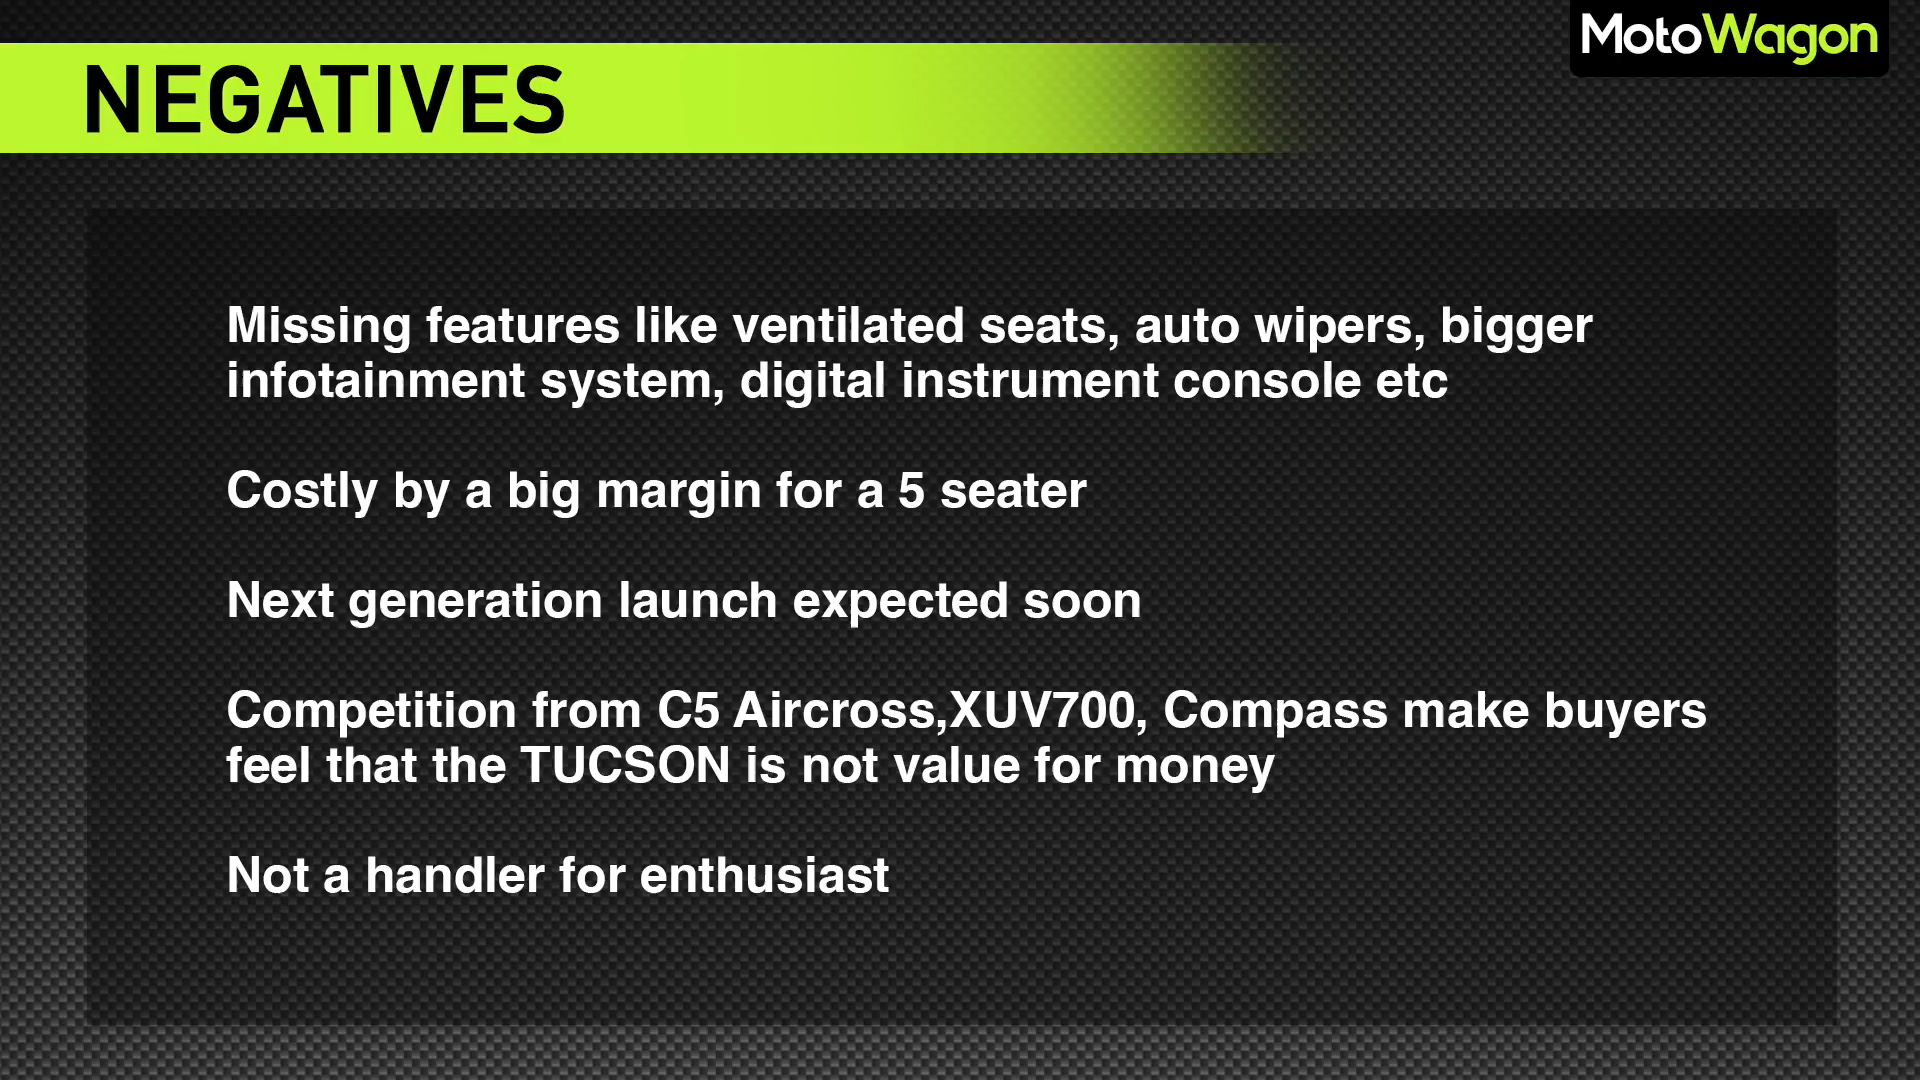 MotoWagon
NEGATIVES
Missing features like ventilated seats, auto wipers, bigger
infotainment system, digital instrument console etc
Costly by a big margin for a 5 seater
Next generation launch expected soon
Competition from C5 Aircross,XUV700, Compass make buyers
feel that the TUCSON is not value for money
Not a handler for enthusiast